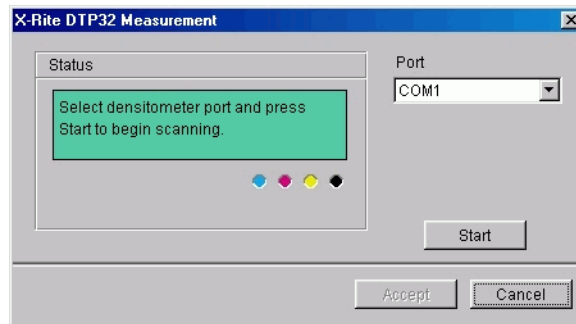 X-Rite DTP32 Measurement
Status
Select densitometer port and press
Start to begin scanning.
Port
COM1
Start
Accept
Cancel